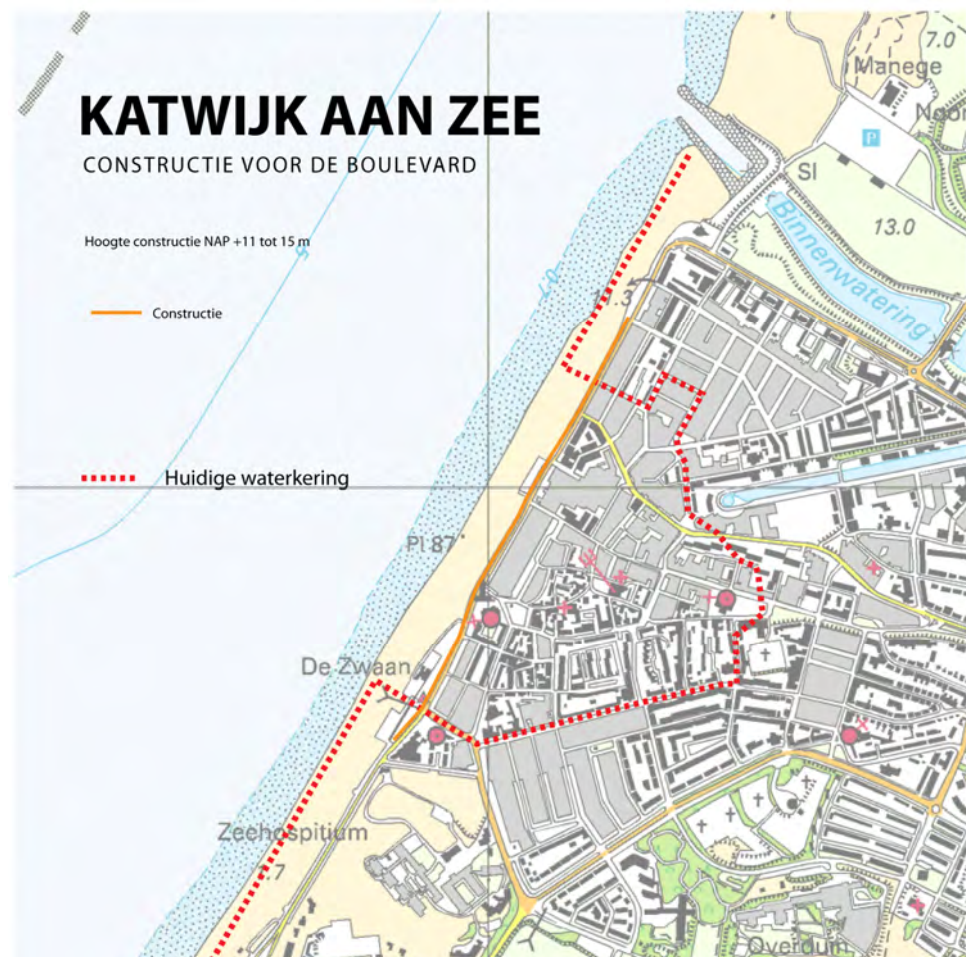 KATWIJK AAN ZEE
CONSTRUCTIE VOOR DE BOULEVARD
Hoogte constructie NAP +11 tot 15 m
Constructie
Huidige waterkering
7.0
Manege
P
Sl
13.0
Binnenwatering
11.3
5
Pl 87
De Zwaan
Zeehospitium
Overduin